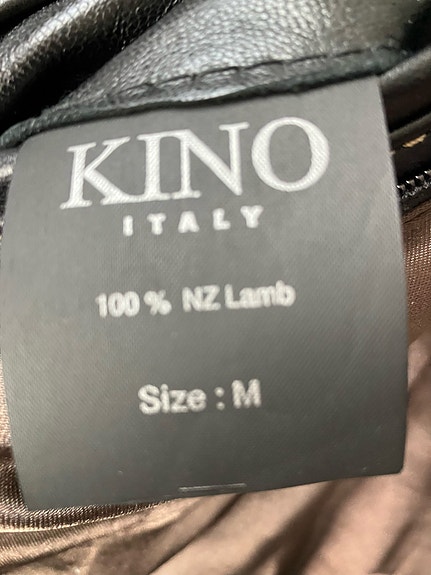 KINO
ITALY
100 % NZ Lamb
Size : M